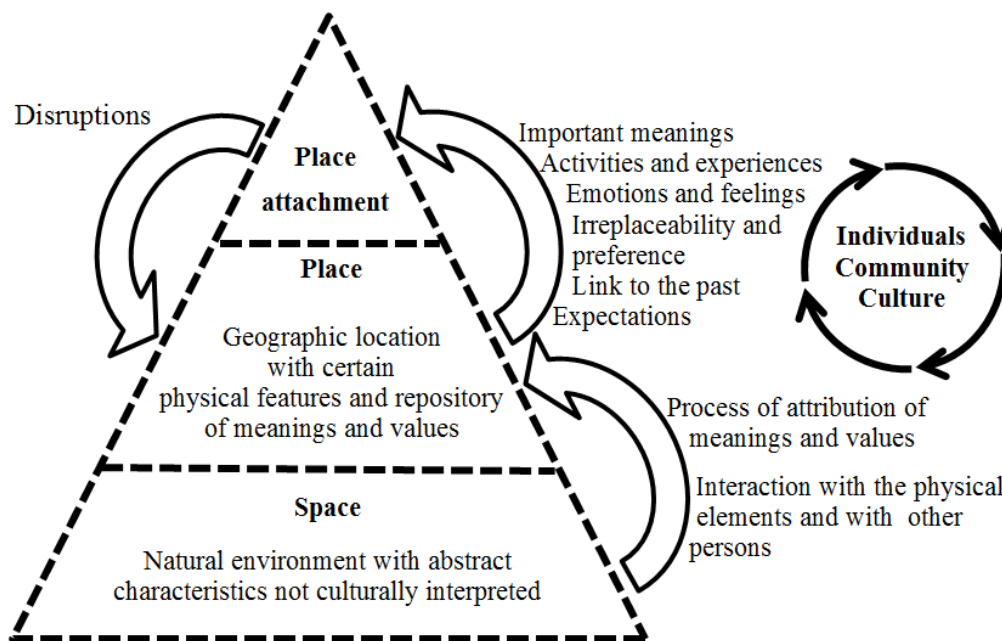 Disruptions
Place
attachment
Place
Geographic location
with certain
physical features and repository
of meanings and values
Space
Natural environment with abstract
characteristics not culturally interpreted
Important meanings
Activities and experiences
Emotions and feelings
Irreplaceability and
preference
Link to the past
Expectations
Process of attribution of
meanings and values
Interaction with the physical
elements and with other
persons
Individuals
Community
Culture